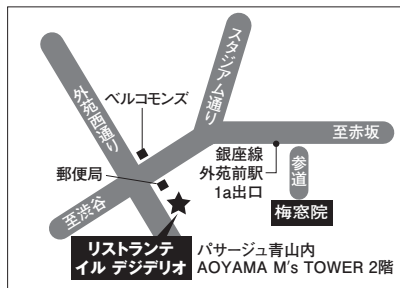 スタジアム通り
外苑西通り
ベルコモンズ
至赤坂
銀座線
外苑前駅
1a出口
参道
郵便局
梅窓院
至渋谷
リストランテ
イル デジデリオ
パサージュ青山内
AOYAMA M's TOWER 2階